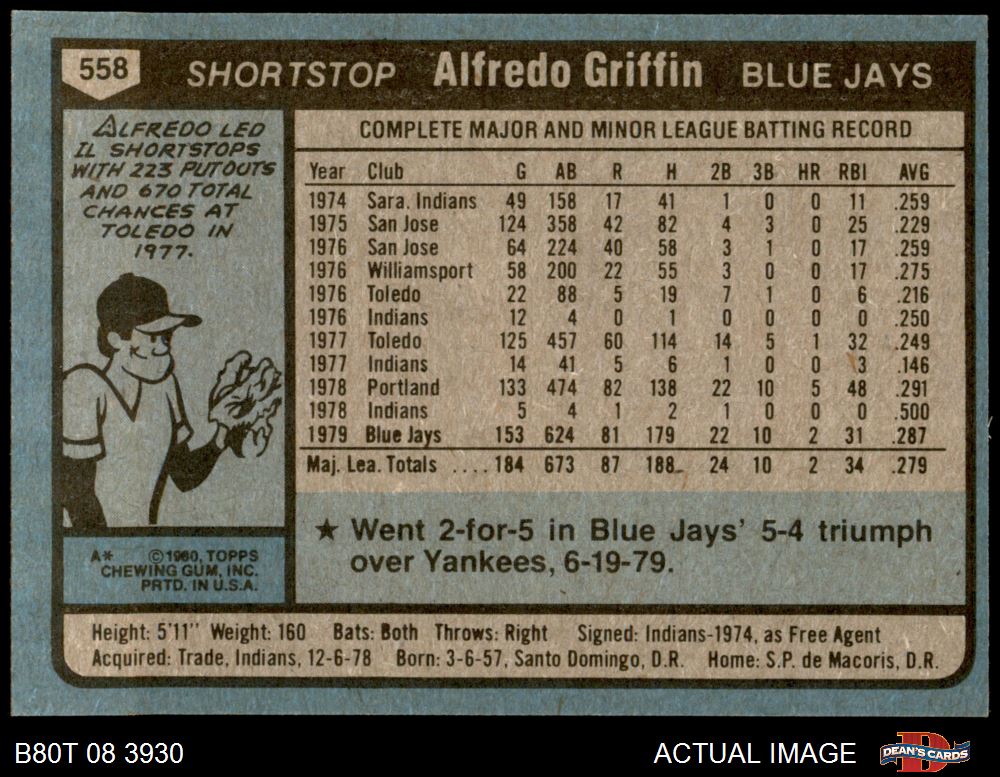 558 SHORTSTOP Alfredo Griffin BLUE JAYS
ALFREDO LED
IL SHORTSTOPS
WITH 223 PUTOUTS
AND 670 TOTAL
CHANCES AT
TOLEDO IN
1977.
A* ©1980, TOPPS
CHEWING GUM, INC.
PRTD. IN U.S.A.
COMPLETE MAJOR AND MINOR LEAGUE BATTING RECORD
Year Club G AB R H 2B 3B HR RBI AVG
1974 Sara. Indians 49 158 17 41 1 0 0 11 .259
1975 San Jose 124 358 42 82 4 3 0 25 .229
1976 San Jose 64 224 40 58 3 1 0 17 .259
1976 Williamsport 58 200 22 55 3 0 0 17 .275
1976 Toledo 22 88 5 19 7 1 0 6 .216
1976 Indians 12 4 0 1 0 0 0 0 .250
1977 Toledo 125 457 60 114 14 5 1 32 .249
1977 Indians 14 41 5 6 1 0 0 3 .146
1978 Portland 133 474 82 138 22 10 5 48 .291
1978 Indians 5 4 1 2 1 0 0 0 .500
1979 Blue Jays 153 624 81 179 22 10 2 31 .287
Maj. Lea. Totals .... 184 673 87 188 24 10 2 34 .279
★ Went 2-for-5 in Blue Jays' 5-4 triumph
over Yankees, 6-19-79.
Height: 5'11" Weight: 160 Bats: Both Throws: Right Signed: Indians-1974, as Free Agent
Acquired: Trade, Indians, 12-6-78 Born: 3-6-57, Santo Domingo, D.R. Home: S.P. de Macoris, D.R.
B80T 08 3930 ACTUAL IMAGE DEAN'S CARDS